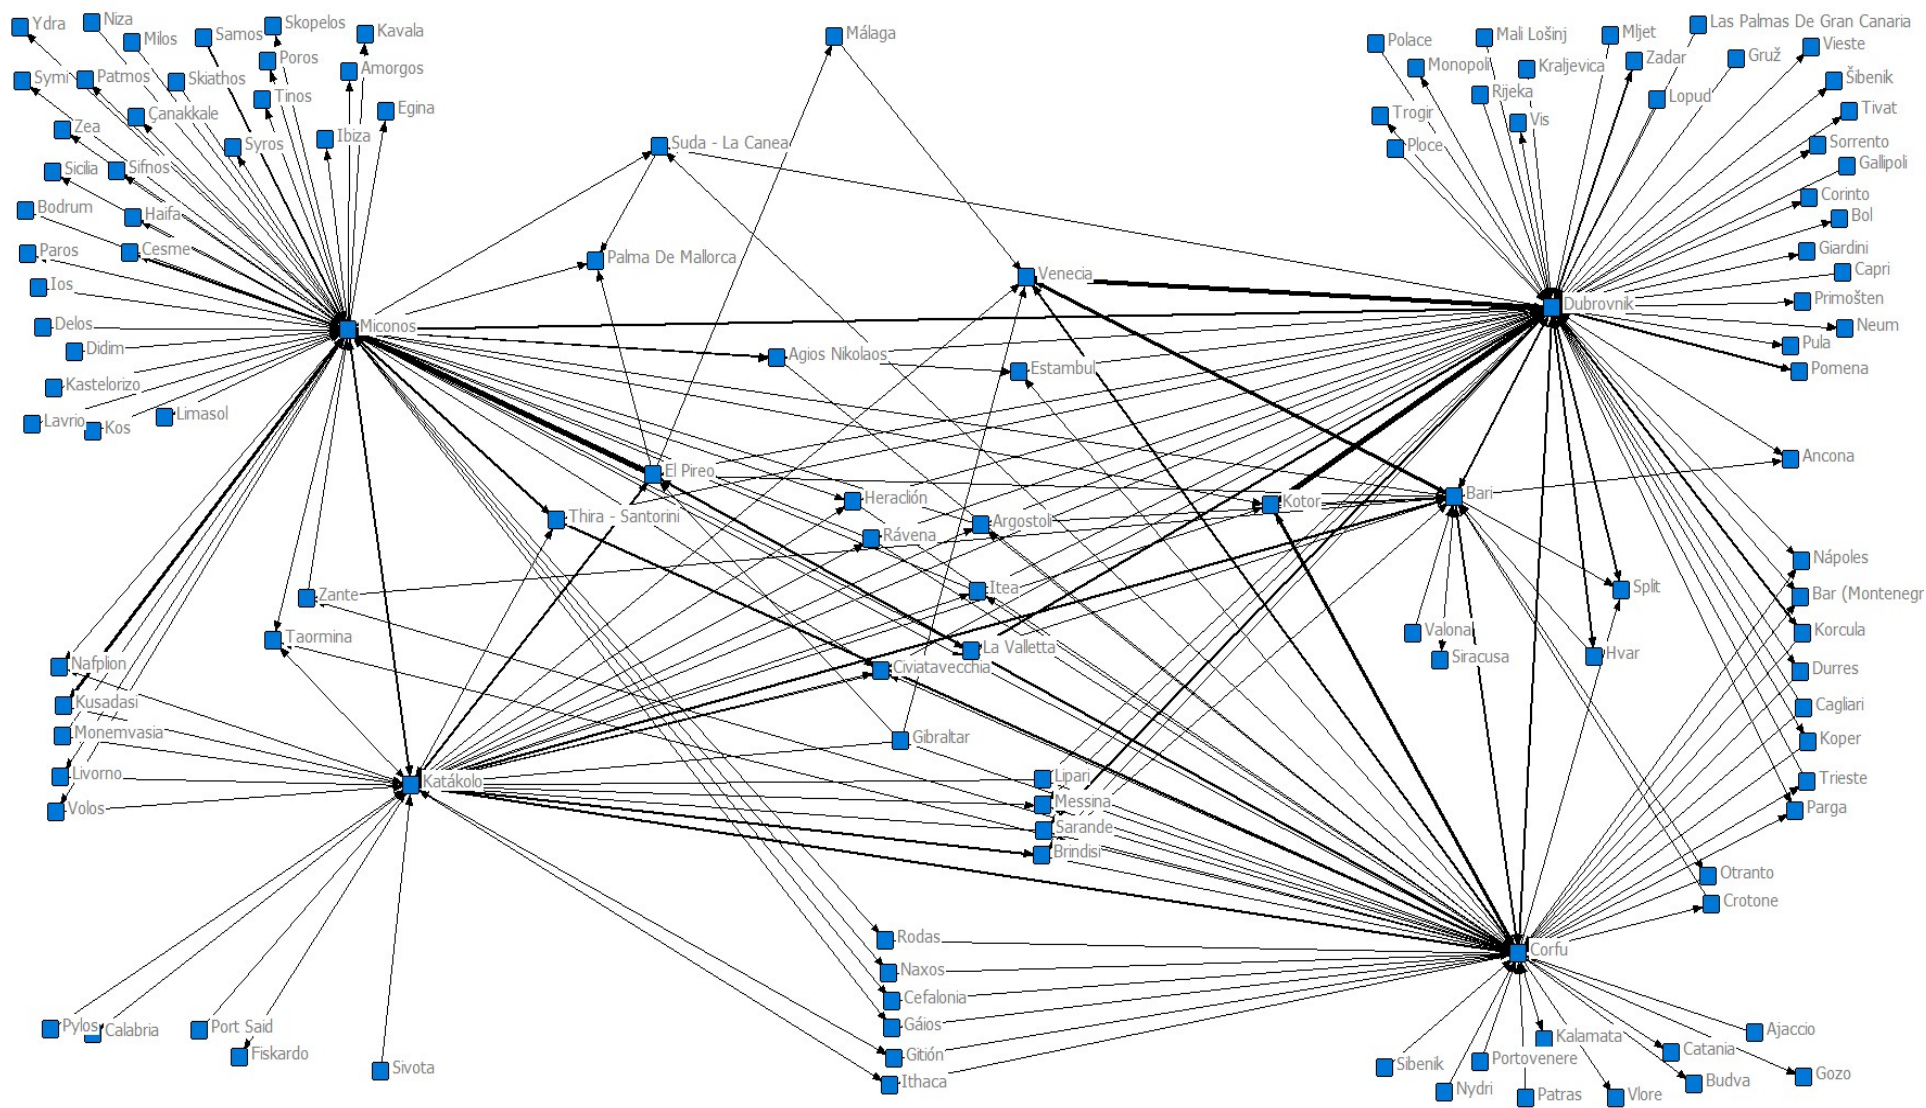 Ydra
Niza
Milos
Samos
Skopelos
Kavala
Poros
Amorgos
Symi
Patmos
Skiathos
Tinos
Çanakkale
Egina
Zea
Syros
Ibiza
Sicilia
Sifnos
Bodrum
Haifa
Paros
Cesme
Ios
Delos
Miconos
Didim
Kastelorizo
Lavrio
Kos
Limasol
Málaga
Suda - La Canea
Palma De Mallorca
Venecia
Agios Nikolaos
Estambul
Polace
Mali Lošinj
Mljet
Las Palmas De Gran Canaria
Monopoli
Kraljevica
Zadar
Gruž
Vieste
Rijeka
Lopud
Šibenik
Trogir
Vis
Tivat
Ploce
Sorrento
Gallipoli
Corinto
Bol
Giardini
Capri
Dubrovnik
Primošten
Neum
Pula
Pomena
Ancona
El Pireo
Heraclión
Kotor
Bari
Thira - Santorini
Argostoli
Rávena
Zante
Itea
Taormina
La Valletta
Civiatavecchia
Valona
Siracusa
Split
Hvar
Nápoles
Bar (Montenegr
Korcula
Durres
Cagliari
Koper
Trieste
Parga
Nafplion
Kusadasi
Monemvasia
Livorno
Volos
Katákolo
Gibraltar
Lipari
Messina
Sarande
Brindisi
Otranto
Crotone
Rodas
Naxos
Cefalonia
Gáios
Gitión
Ithaca
Corfu
Pylos
Calabria
Port Said
Fiskardo
Sivota
Sibenik
Portovenere
Kalamata
Catania
Ajaccio
Nydri
Patras
Vlore
Budva
Gozo